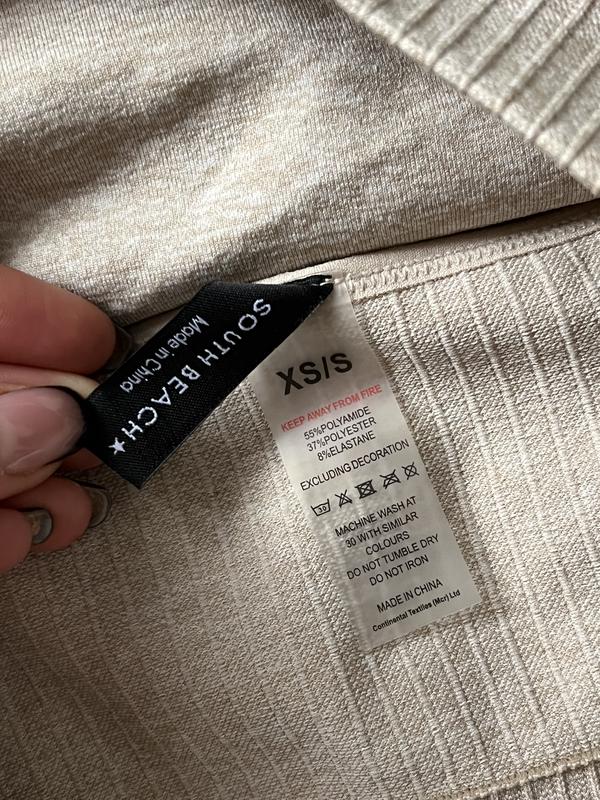 SOUTH BEACH
Made in China
XS/S
KEEP AWAY FROM FIRE
55%POLYAMIDE
37%POLYESTER
8%ELASTANE
EXCLUDING DECORATION
30
MACHINE WASH AT
30 WITH SIMILAR
COLOURS
DO NOT TUMBLE DRY
DO NOT IRON
MADE IN CHINA
Continental Textiles (Mcr) Ltd